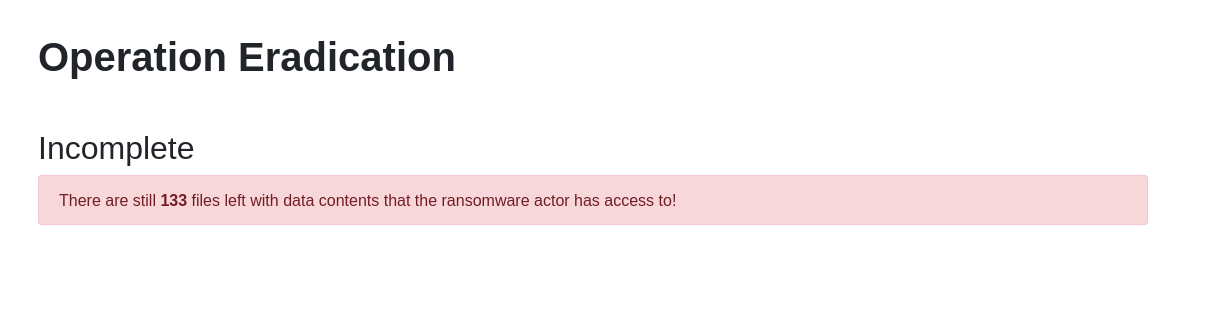 Operation Eradication
Incomplete
There are still 133 files left with data contents that the ransomware actor has access to!